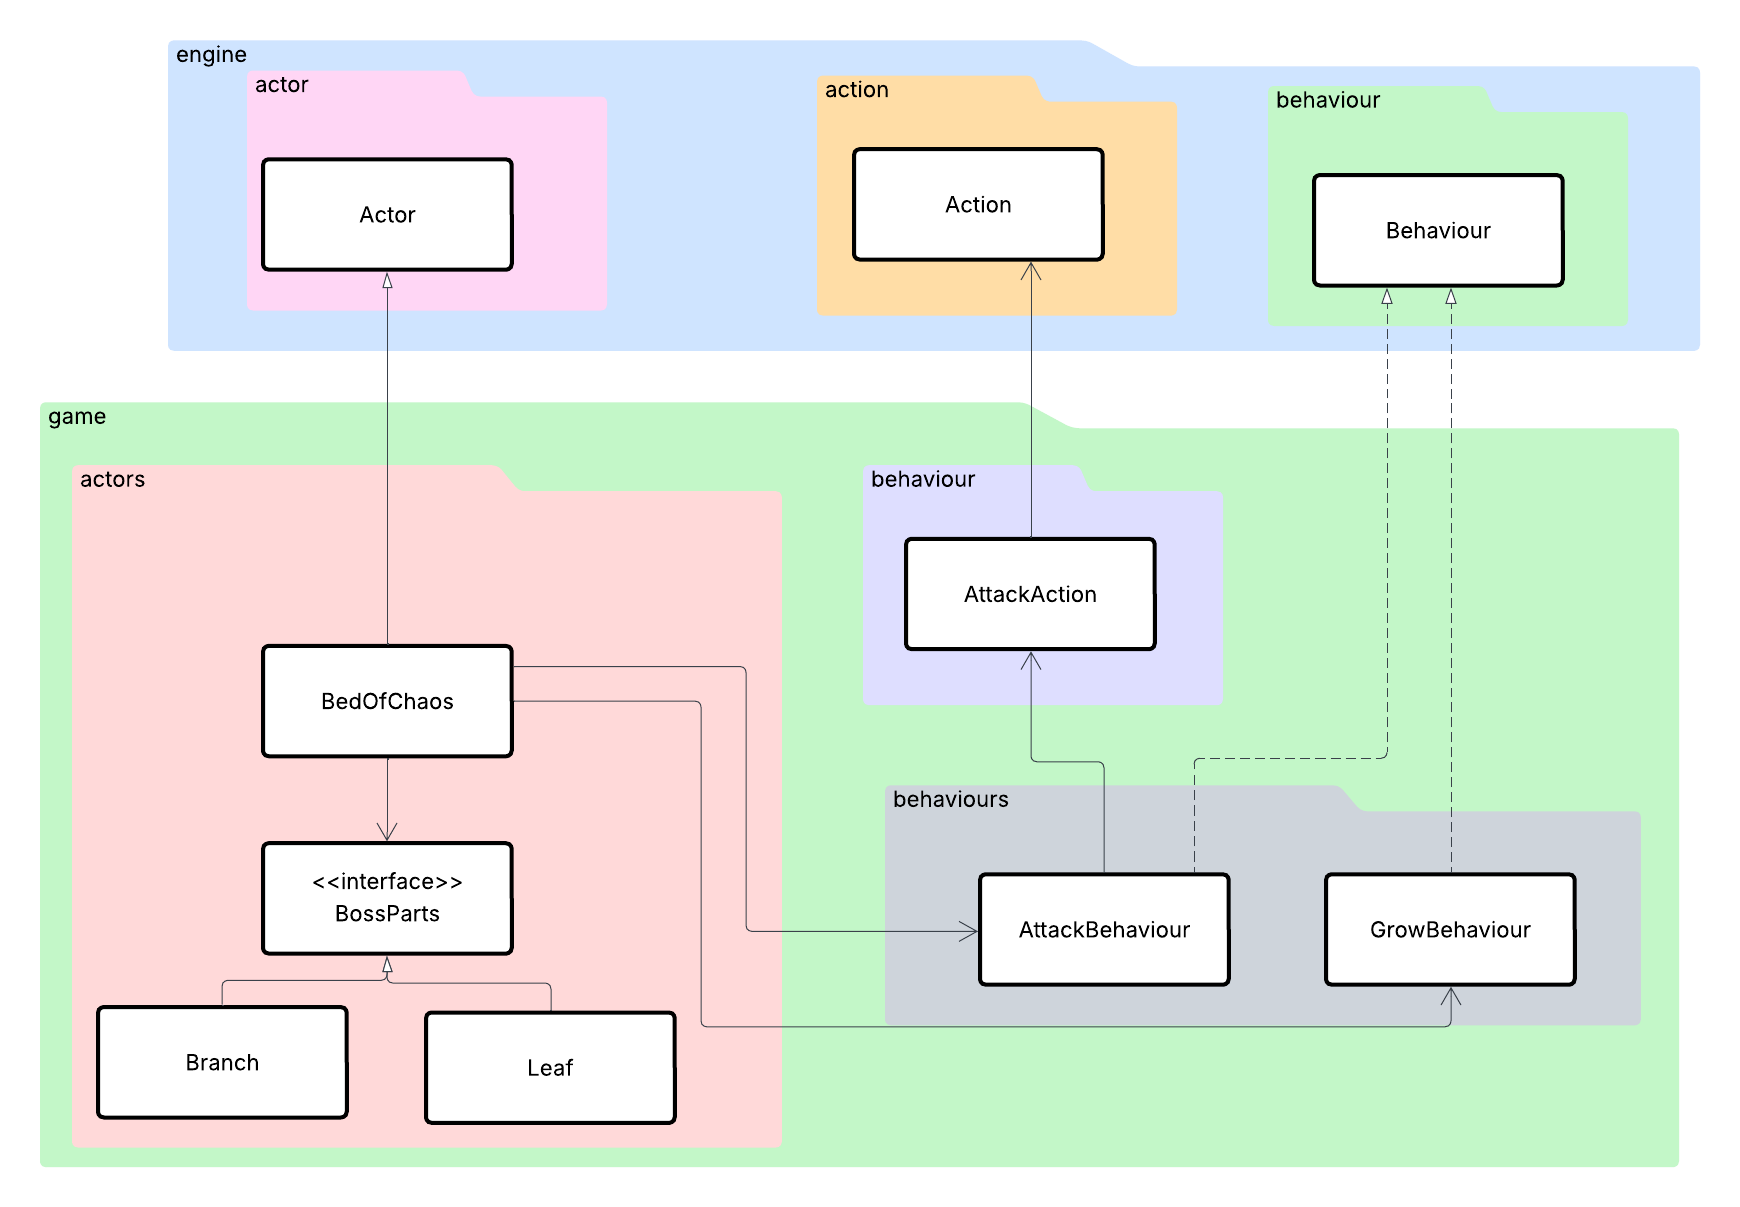 engine
actor
action
behaviour
Actor
Action
Behaviour
game
actors
behaviour
AttackAction
BedOfChaos
behaviours
<<interface>>
BossParts
AttackBehaviour
GrowBehaviour
Branch
Leaf